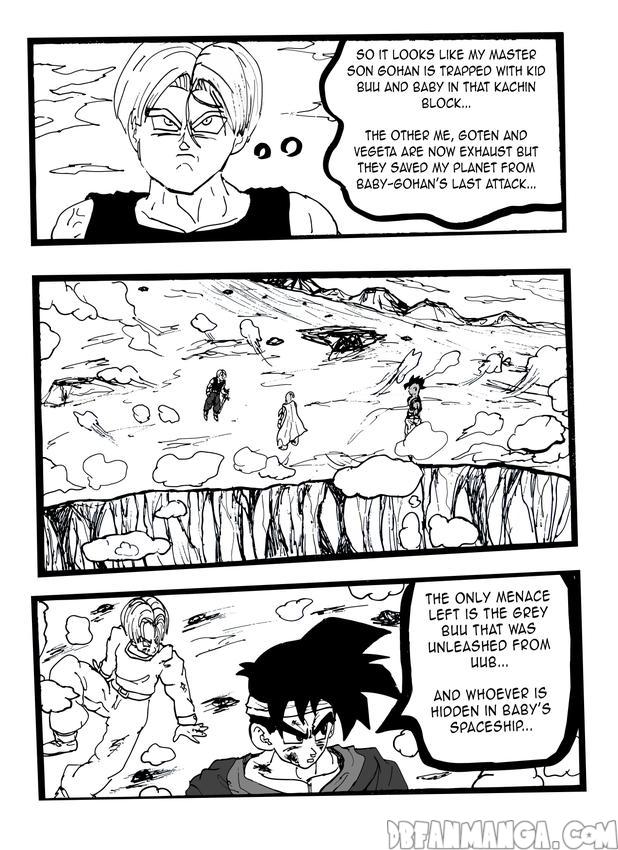 SO IT LOOKS LIKE MY MASTER
SON GOHAN IS TRAPPED WITH KID
BUU AND BABY IN THAT KACHIN
BLOCK...
THE OTHER ME, GOTEN AND
VEGETA ARE NOW EXHAUST BUT
THEY SAVED MY PLANET FROM
BABY-GOHAN'S LAST ATTACK...
THE ONLY MENACE
LEFT IS THE GREY
BUU THAT WAS
UNLEASHED FROM
UUB...
AND WHOEVER IS
HIDDEN IN BABY'S
SPACESHIP...
DBFANMANGA.COM